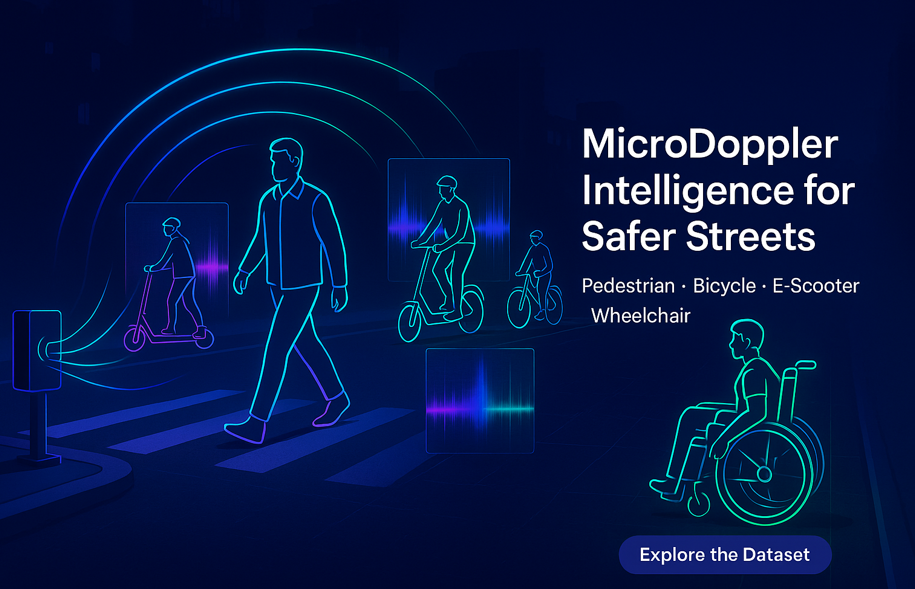 MicroDoppler
Intelligence for
Safer Streets
Pedestrian · Bicycle · E-Scooter
Wheelchair
Explore the Dataset